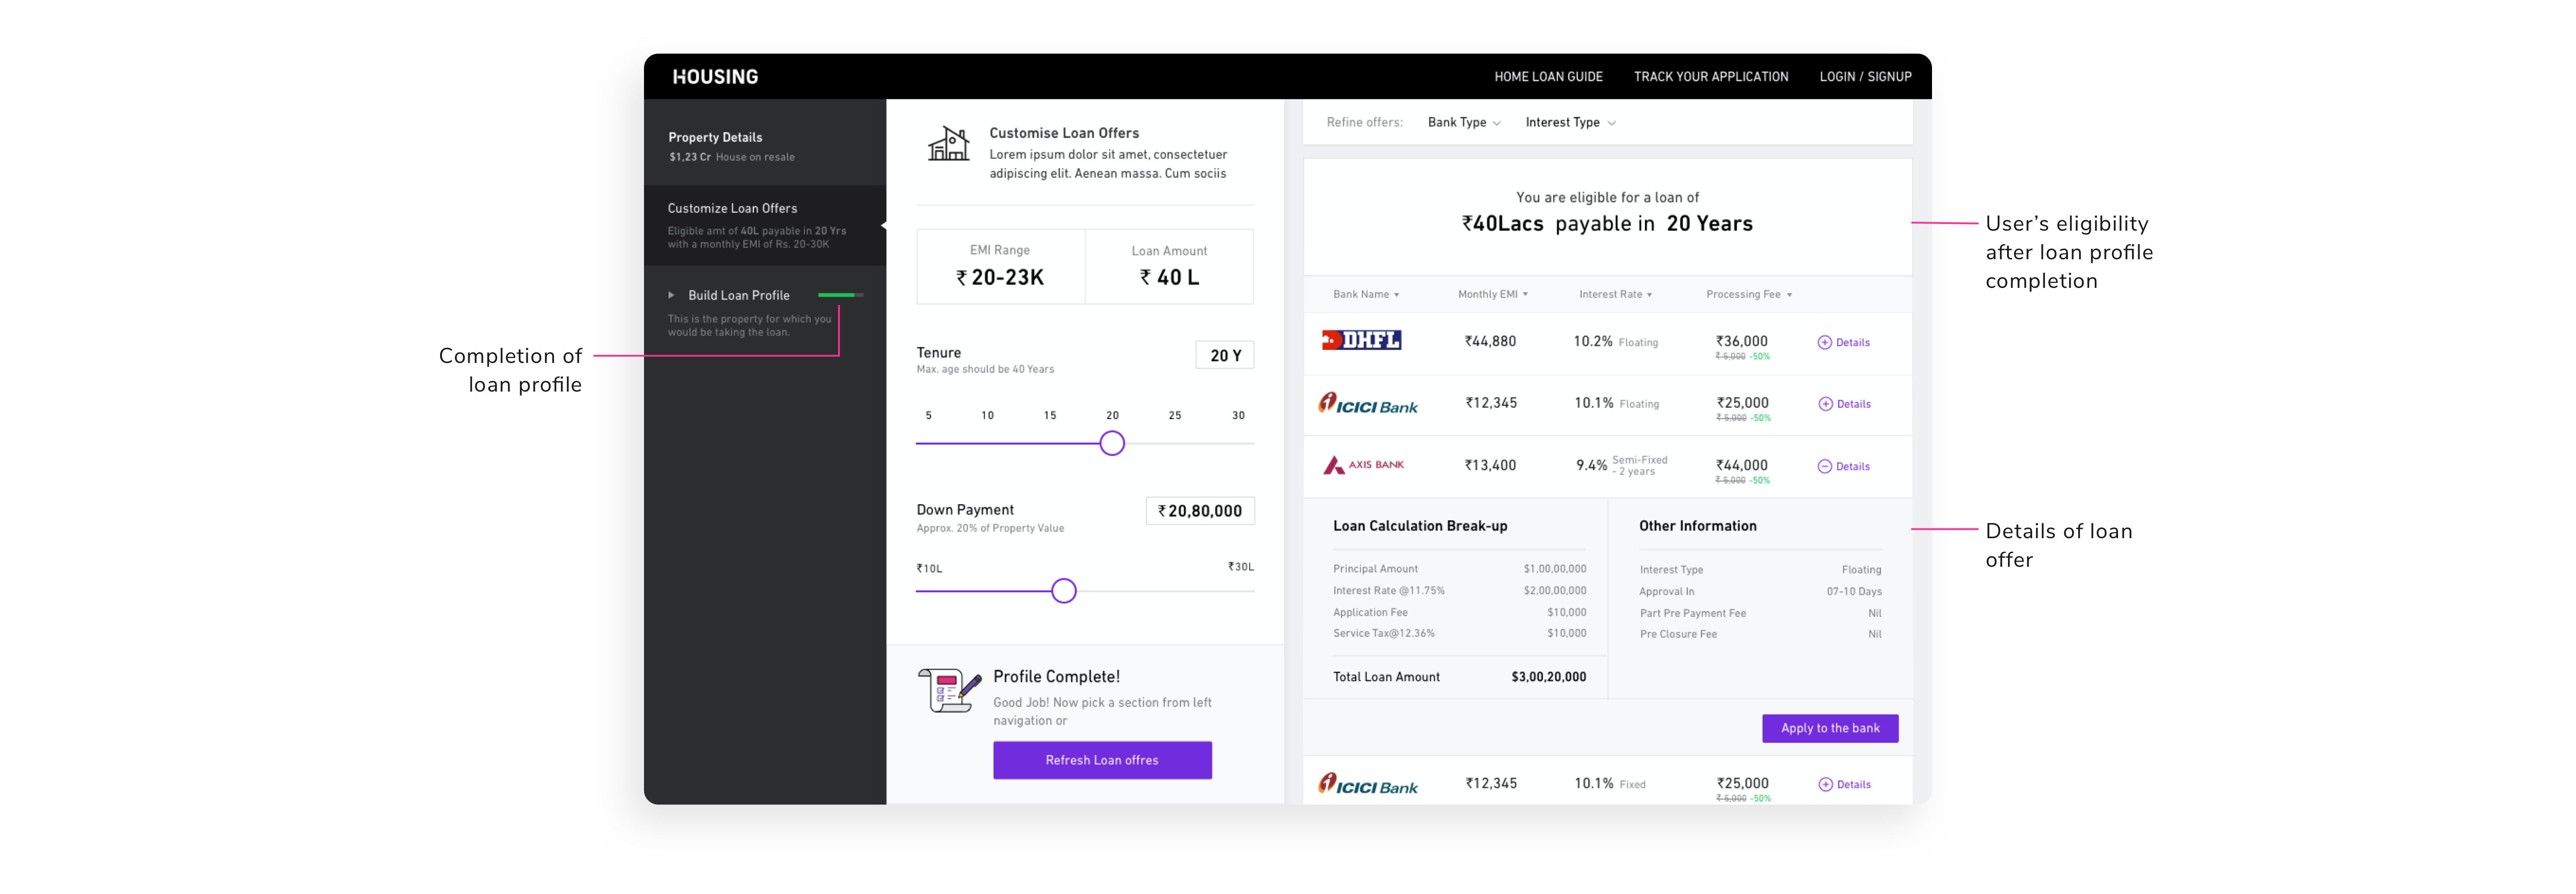 HOUSING
HOME LOAN GUIDE TRACK YOUR APPLICATION LOGIN / SIGNUP
Property Details
$1,23 Cr House on resale
Customize Loan Offers
Eligible amt of 40L payable in 20 Yrs
with a monthly EMI of Rs. 20-30K
Build Loan Profile
This is the property for which you
would be taking the loan.
Completion of
loan profile
Customise Loan Offers
Lorem ipsum dolor sit amet, consectetuer
adipiscing elit. Aenean massa. Cum sociis
EMI Range
₹ 20-23K
Loan Amount
₹ 40 L
Tenure
20 Y
Max. age should be 40 Years
5 10 15 20 25 30
Down Payment
₹20,80,000
Approx. 20% of Property Value
₹10L ₹30L
Profile Complete!
Good Job! Now pick a section from left
navigation or
Refresh Loan offres
Refine offers: Bank Type Interest Type
You are eligible for a loan of
₹40Lacs payable in 20 Years
Bank Name Monthly EMI Interest Rate Processing Fee
DHFL ₹44,880 10.2% Floating ₹36,000 Details
₹ 5,000 -50%
ICICI Bank ₹12,345 10.1% Floating ₹25,000 Details
₹ 5,000 -50%
AXIS BANK ₹13,400 9.4% Semi-Fixed - 2 years ₹44,000 Details
₹ 5,000 -50%
Loan Calculation Break-up
Principal Amount $1,00,00,000
Interest Rate @11.75% $2,00,00,000
Application Fee $10,000
Service Tax@12.36% $10,000
Total Loan Amount $3,00,20,000
Other Information
Interest Type Floating
Approval In 07-10 Days
Part Pre Payment Fee Nil
Pre Closure Fee Nil
Apply to the bank
ICICI Bank ₹12,345 10.1% Fixed ₹25,000 Details
₹ 5,000 -50%
User’s eligibility
after loan profile
completion
Details of loan
offer